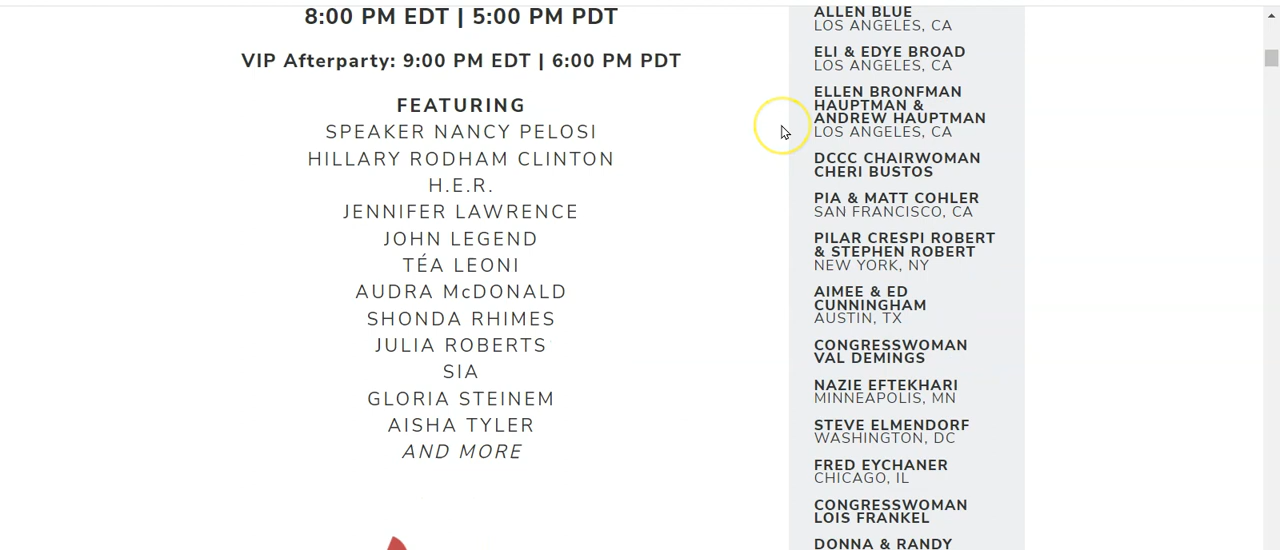 8:00 PM EDT | 5:00 PM PDT
VIP Afterparty: 9:00 PM EDT | 6:00 PM PDT
FEATURING
SPEAKER NANCY PELOSI
HILLARY RODHAM CLINTON
H.E.R.
JENNIFER LAWRENCE
JOHN LEGEND
TÉA LEONI
AUDRA McDONALD
SHONDA RHIMES
JULIA ROBERTS
SIA
GLORIA STEINEM
AISHA TYLER
AND MORE
ALLEN BLUE
LOS ANGELES, CA
ELI & EDYE BROAD
LOS ANGELES, CA
ELLEN BRONFMAN
HAUPTMAN &
ANDREW HAUPTMAN
LOS ANGELES, CA
DCCC CHAIRWOMAN
CHERI BUSTOS
PIA & MATT COHLER
SAN FRANCISCO, CA
PILAR CRESPI ROBERT
& STEPHEN ROBERT
NEW YORK, NY
AIMEE & ED
CUNNINGHAM
AUSTIN, TX
CONGRESSWOMAN
VAL DEMINGS
NAZIE EFTEKHARI
MINNEAPOLIS, MN
STEVE ELMENDORF
WASHINGTON, DC
FRED EYCHANER
CHICAGO, IL
CONGRESSWOMAN
LOIS FRANKEL
DONNA & RANDY